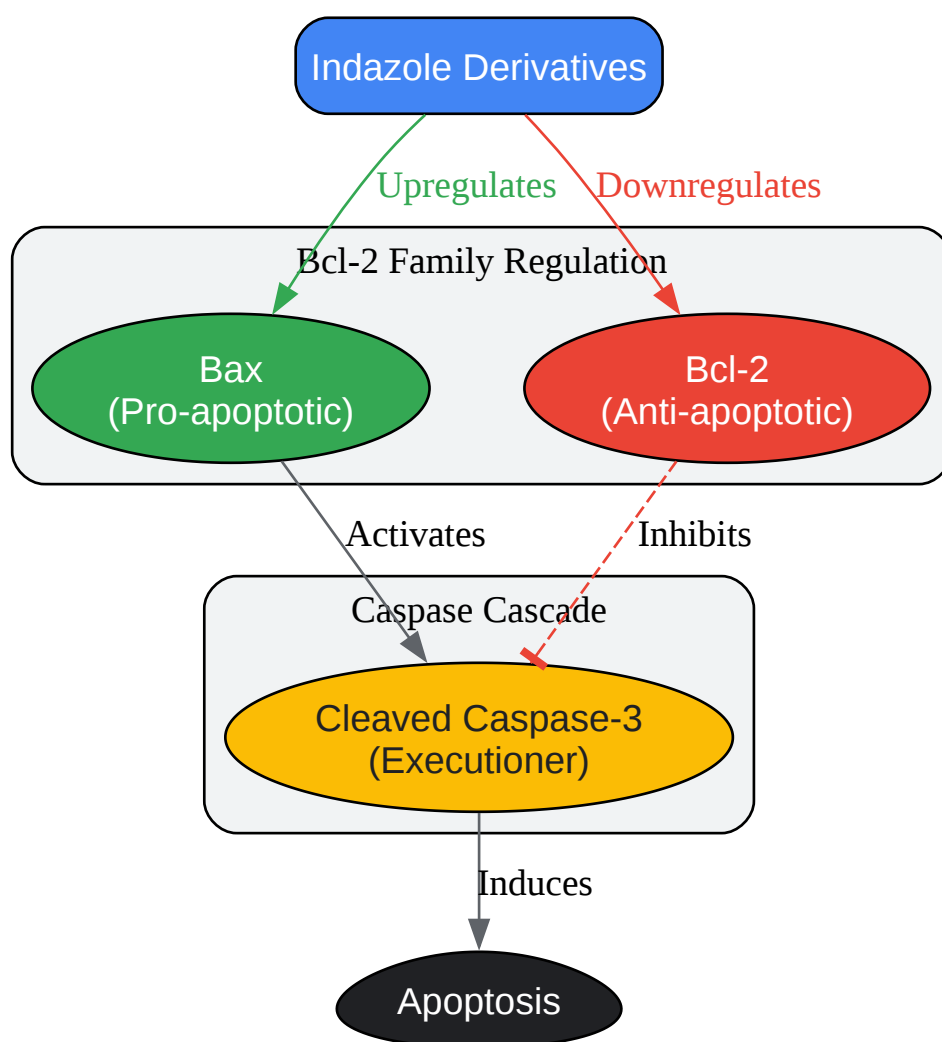 Indazole Derivatives
Upregulates
Downregulates
Bcl-2 Family Regulation
Bax
(Pro-apoptotic)
Bcl-2
(Anti-apoptotic)
Activates
Inhibits
Caspase Cascade
Cleaved Caspase-3
(Executioner)
Induces
Apoptosis